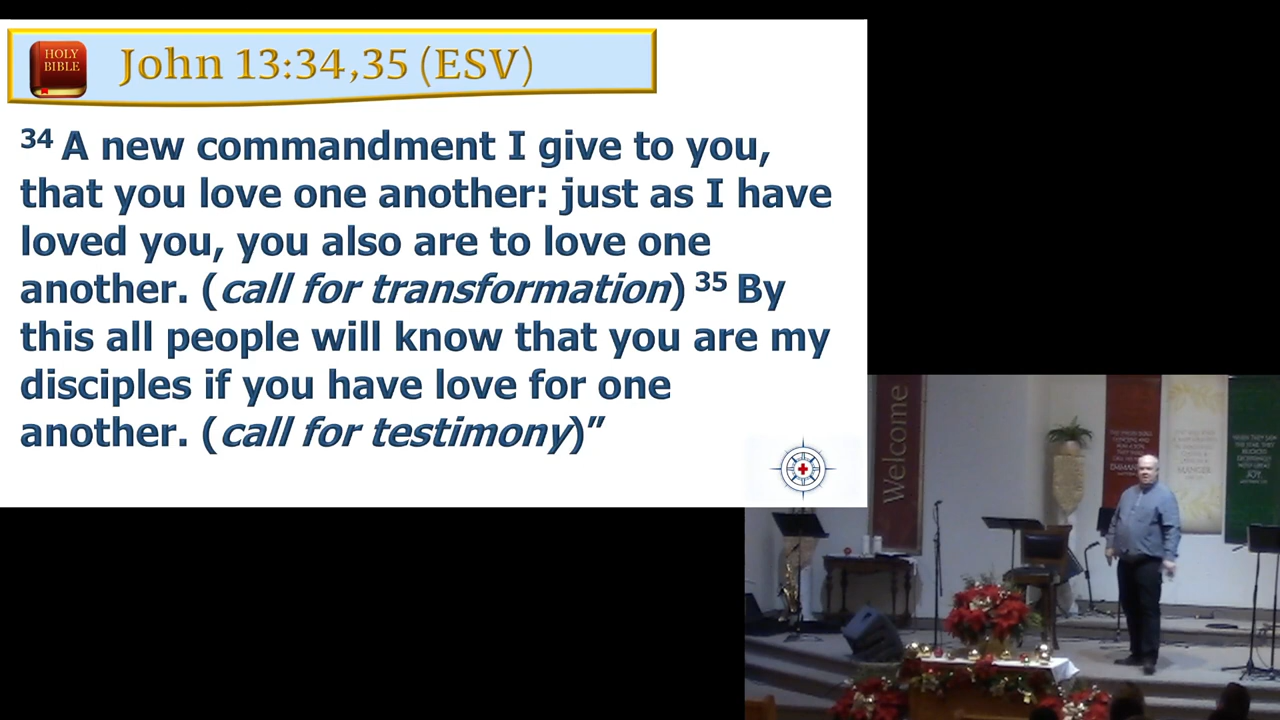 HOLY
BIBLE
John 13:34,35 (ESV)
34 A new commandment I give to you,
that you love one another: just as I have
loved you, you also are to love one
another. (call for transformation) 35 By
this all people will know that you are my
disciples if you have love for one
another. (call for testimony)”
Welcome
MANGER
JOY,